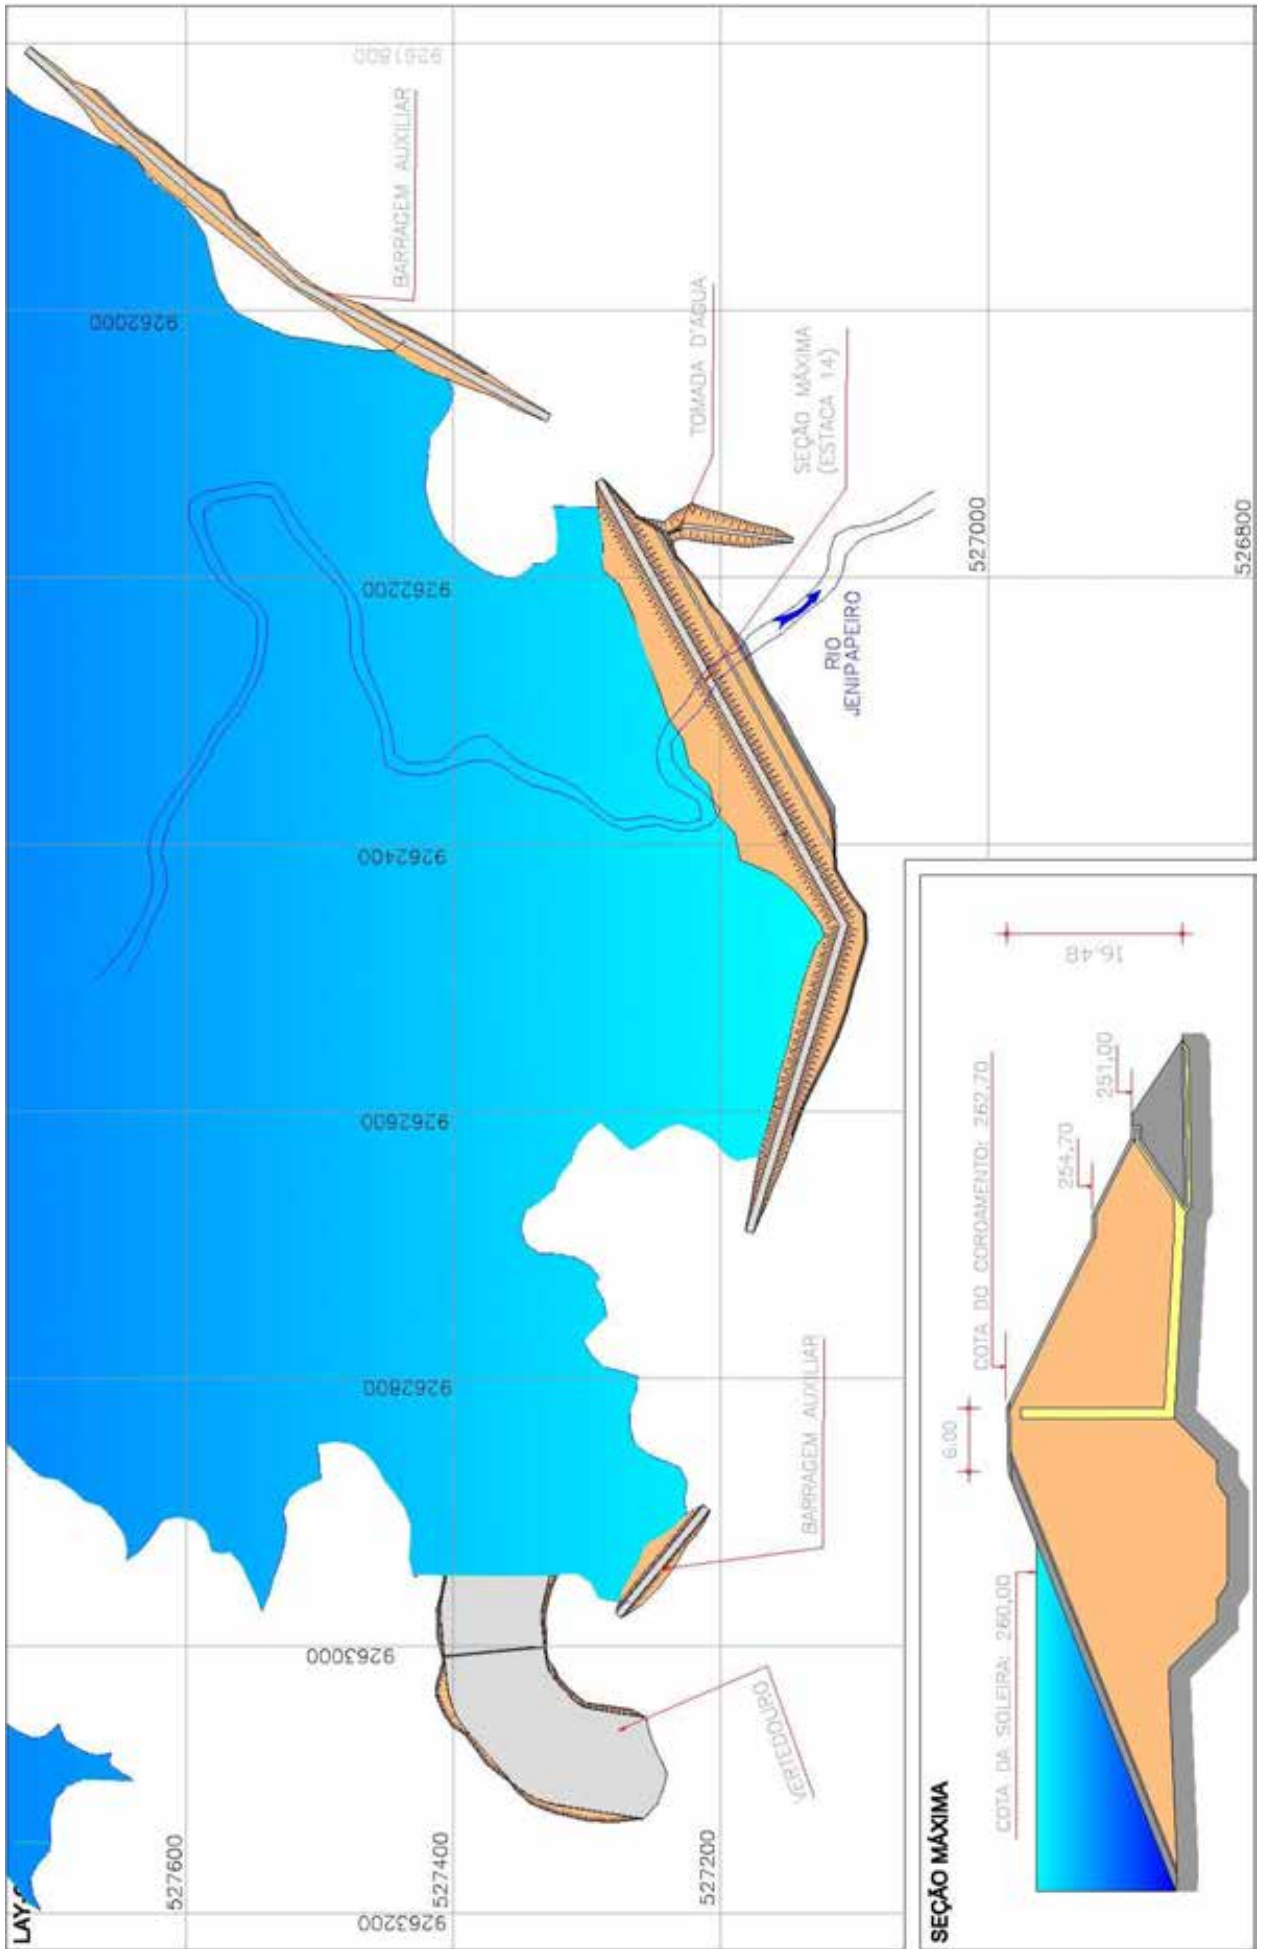 LAY-
9261800
BARRAGEM AUXILIAR
9262000
TOMADA D'ÁGUA
SEÇÃO MÁXIMA
(ESTACA 14)
9262200
RIO
JENIPAPEIRO
527000
526800
9262400
9262600
9262800
BARRAGEM AUXILIAR
9263000
VERTEDOURO
527600
527400
527200
9263200
SEÇÃO MÁXIMA
COTA DA SOLEIRA: 260,00
6.00
COTA DO COROAMENTO: 262,70
254,70
251,00
16.48